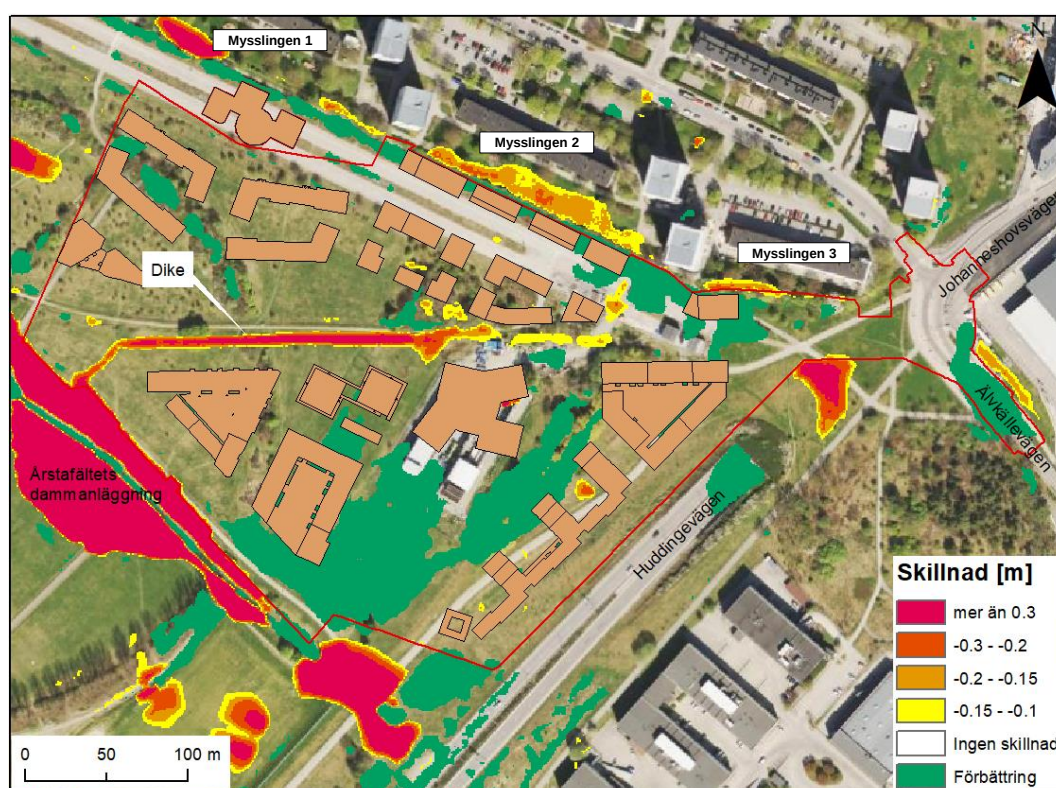 Mysslingen 1
N
Mysslingen 2
Mysslingen 3
Johanneshovsvägen
Dike
Älvkällevägen
Årstafältets
dammanläggning
Huddingevägen
Skillnad [m]
mer än 0.3
-0.3 - -0.2
-0.2 - -0.15
-0.15 - -0.1
Ingen skillnad
Förbättring
0 50 100 m